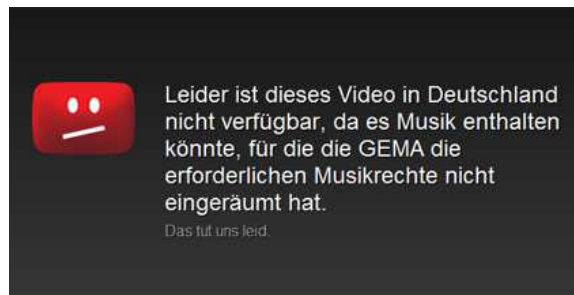 Leider ist dieses Video in Deutschland
nicht verfügbar, da es Musik enthalten
könnte, für die die GEMA die
erforderlichen Musikrechte nicht
eingeräumt hat.
Das tut uns leid.